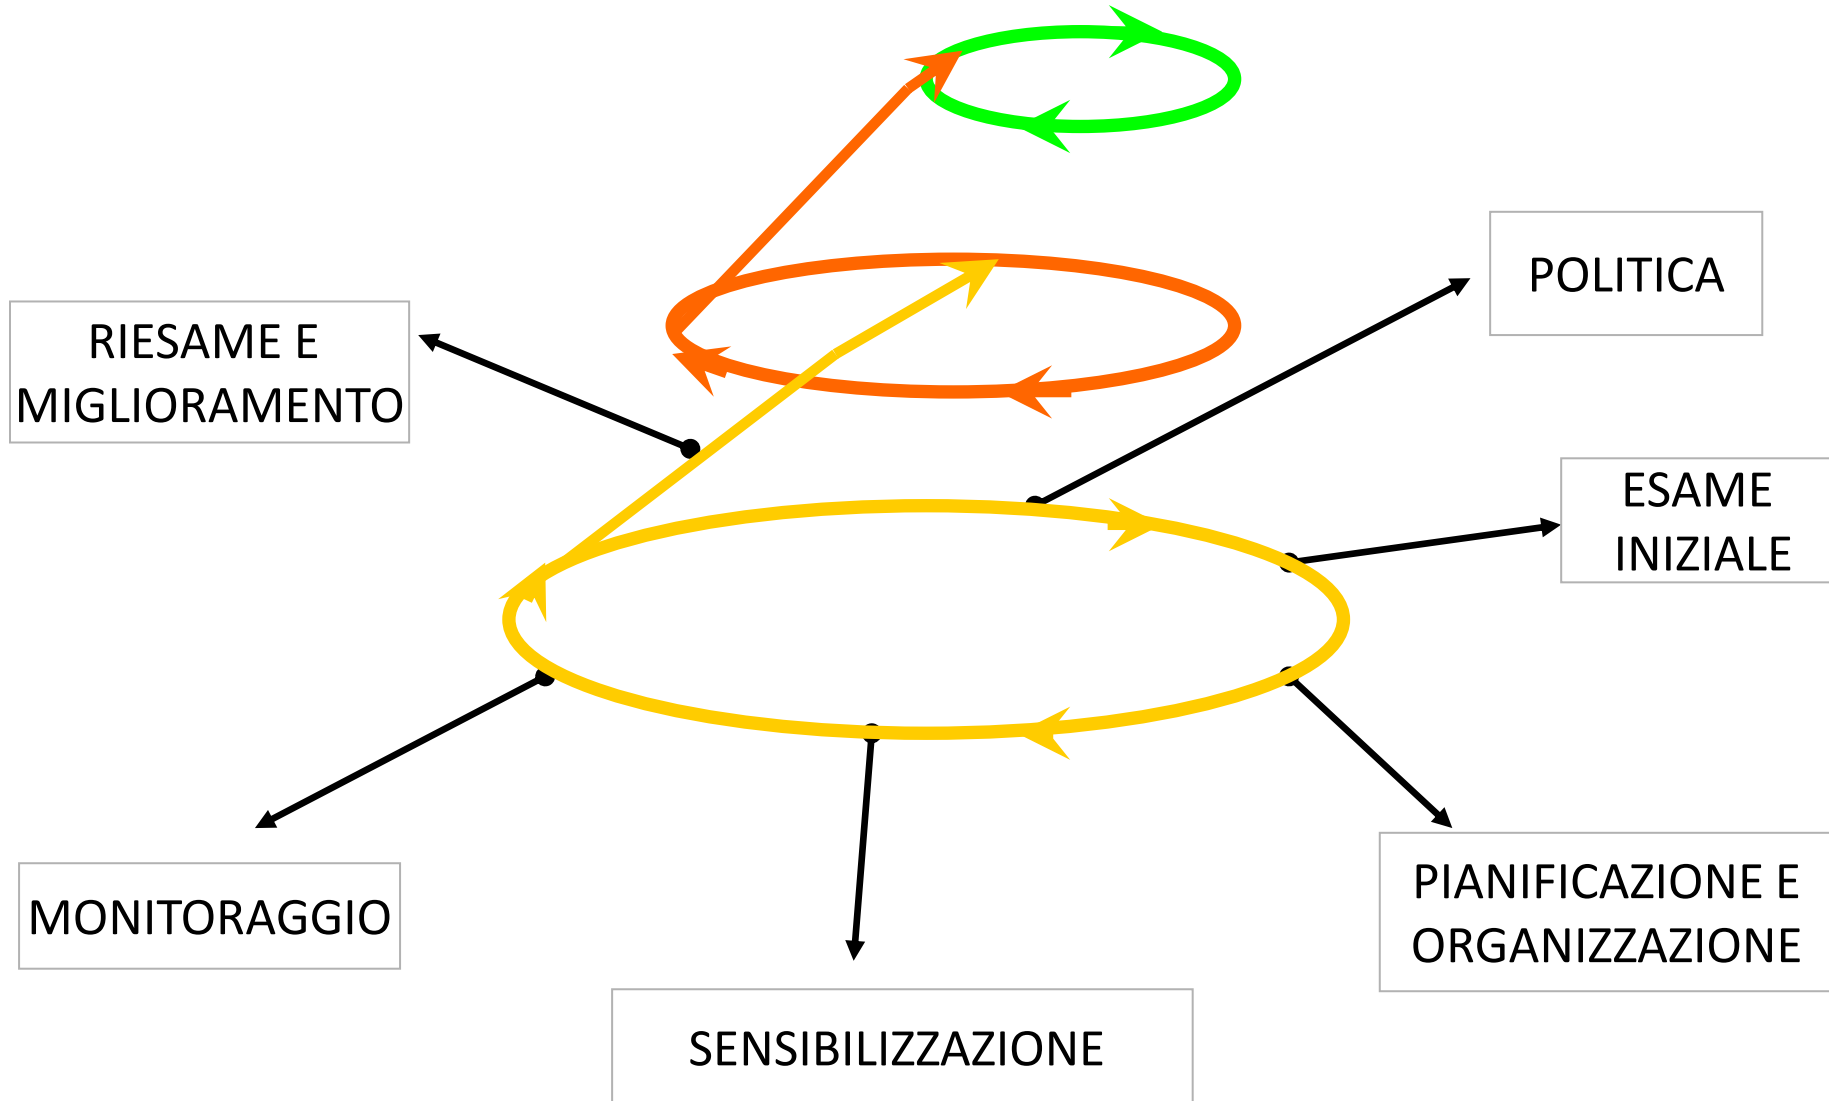 POLITICA
RIESAME E
MIGLIORAMENTO
ESAME
INIZIALE
PIANIFICAZIONE E
ORGANIZZAZIONE
MONITORAGGIO
SENSIBILIZZAZIONE